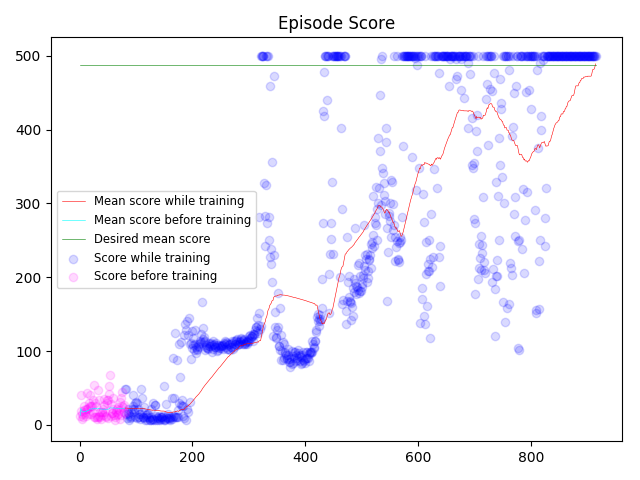 Episode Score
500
400
300
200
100
0
Mean score while training
Mean score before training
Desired mean score
Score while training
Score before training
0 200 400 600 800